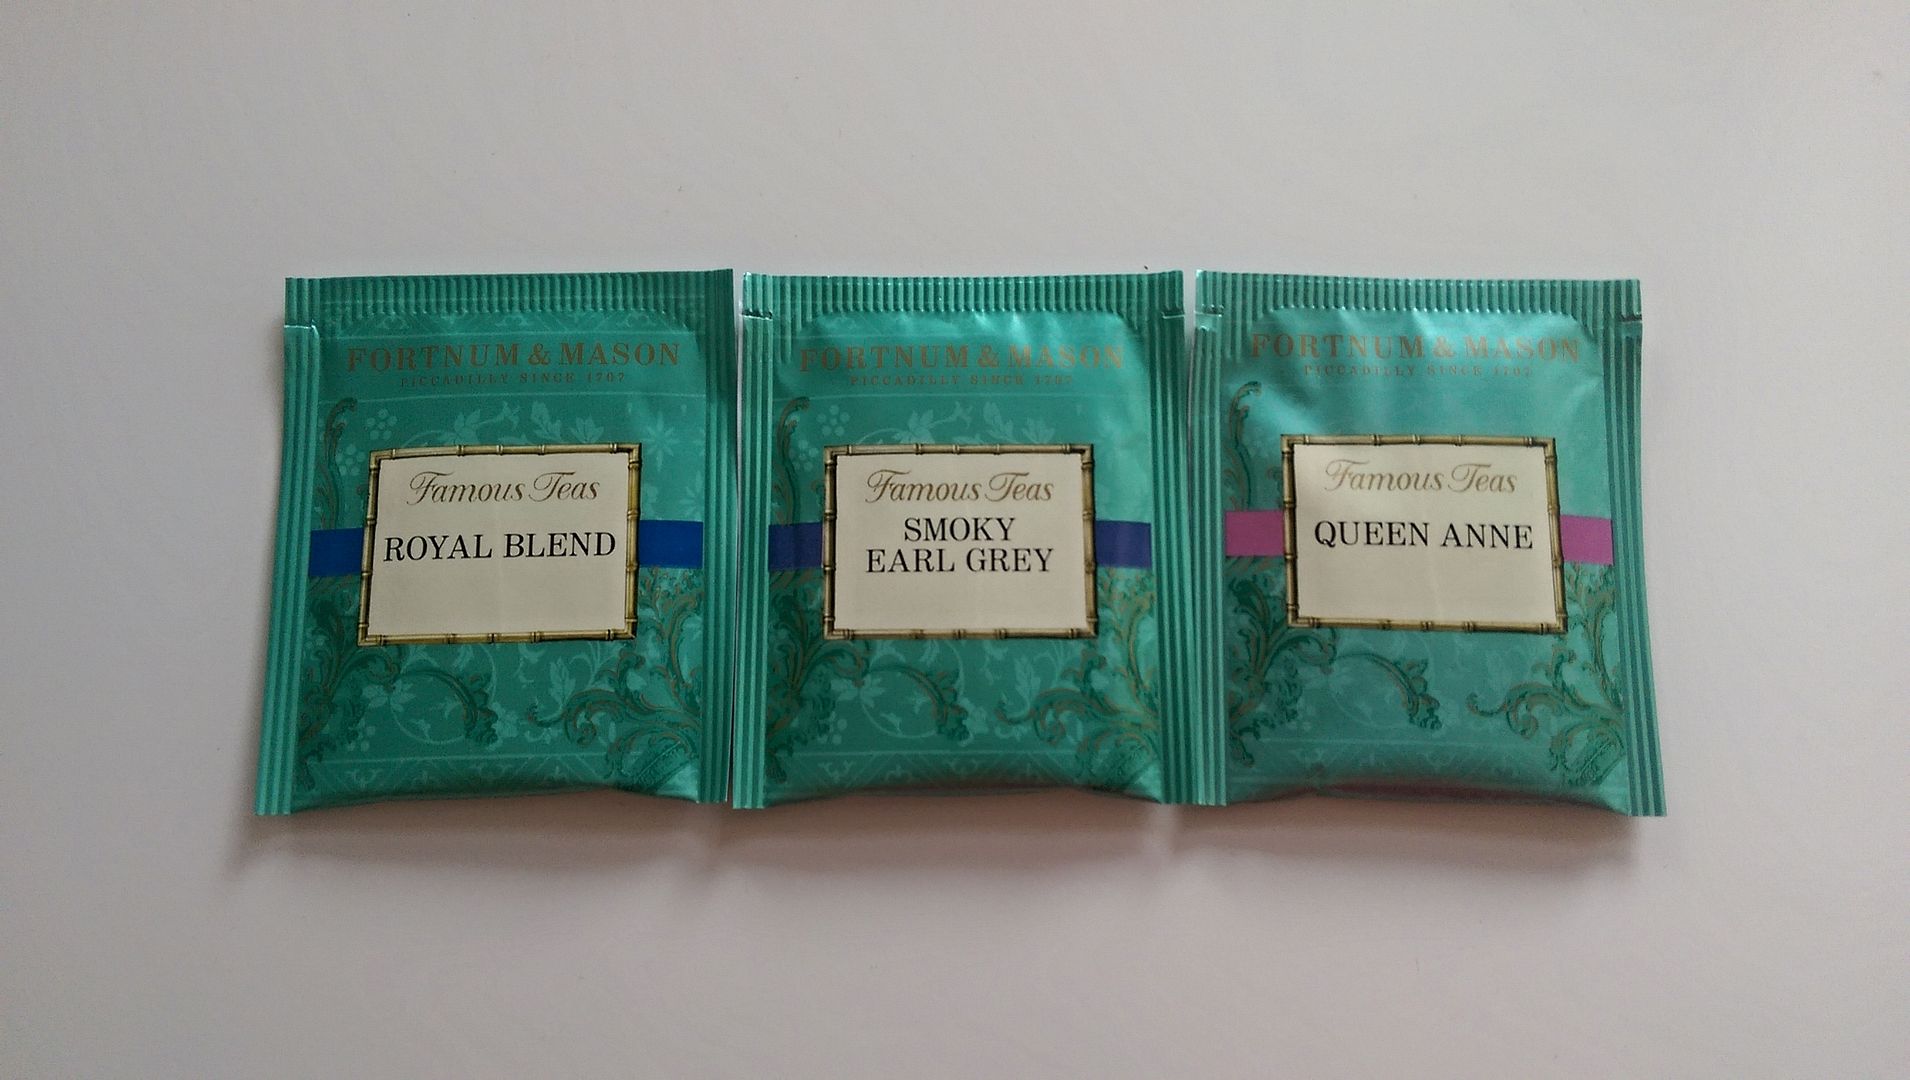 FORTNUM & MASON
PICCADILLY SINCE 1707
Famous Teas
ROYAL BLEND
FORTNUM & MASON
PICCADILLY SINCE 1707
Famous Teas
SMOKY
EARL GREY
FORTNUM & MASON
PICCADILLY SINCE 1707
Famous Teas
QUEEN ANNE